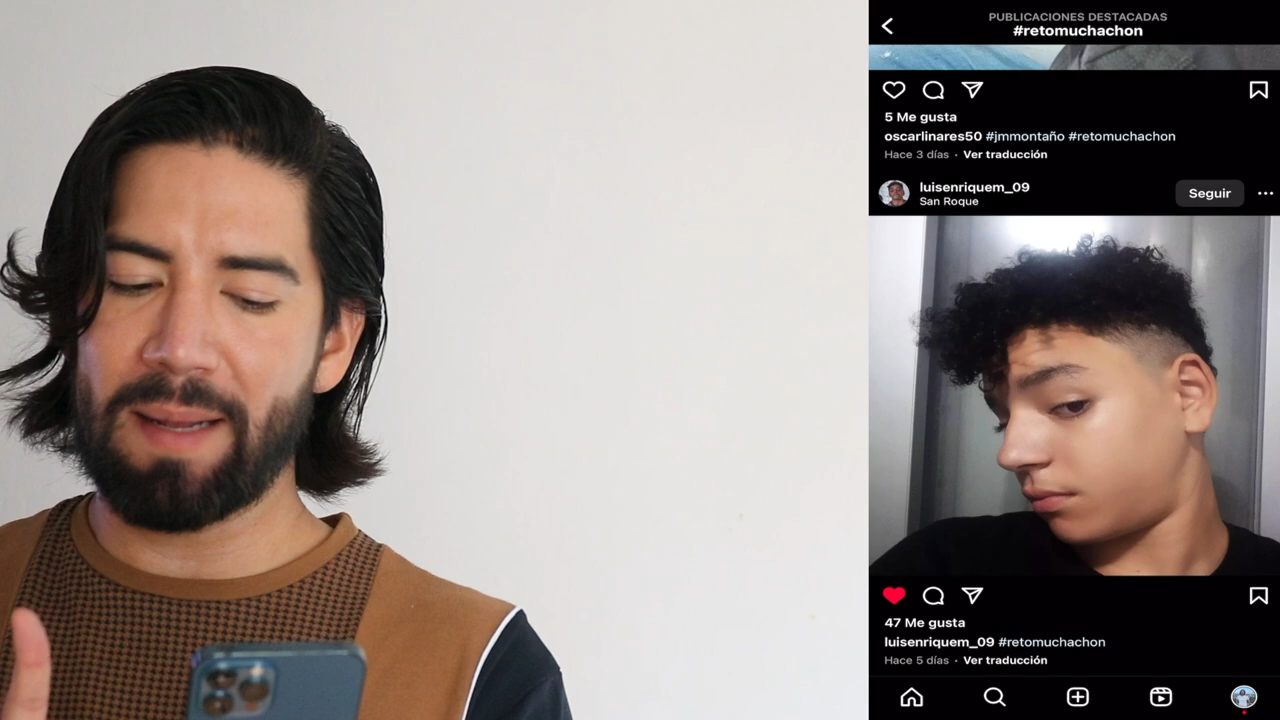 PUBLICACIONES DESTACADAS
#retomuchachon
5 Me gusta
oscarlinares50 #jmmontaño #retomuchachon
Hace 3 días · Ver traducción
luisenriquem_09
San Roque
Seguir
47 Me gusta
luisenriquem_09 #retomuchachon
Hace 5 días · Ver traducción